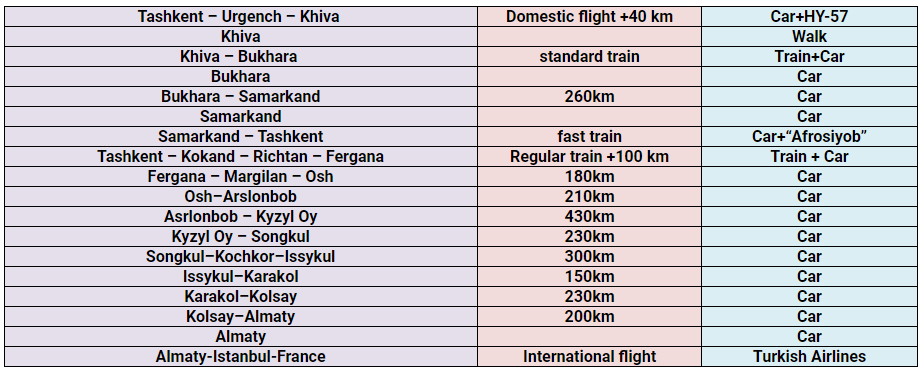 Tashkent – Urgench – Khiva Domestic flight +40 km Car+HY-57
Khiva Walk
Khiva – Bukhara standard train Train+Car
Bukhara Car
Bukhara – Samarkand 260km Car
Samarkand Car
Samarkand – Tashkent fast train Car+“Afrosiyob”
Tashkent – Kokand – Richtan – Fergana Regular train +100 km Train + Car
Fergana – Margilan – Osh 180km Car
Osh–Arslonbob 210km Car
Asrlonbob – Kyzyl Oy 430km Car
Kyzyl Oy – Songkul 230km Car
Songkul–Kochkor–Issykul 300km Car
Issykul–Karakol 150km Car
Karakol–Kolsay 230km Car
Kolsay–Almaty 200km Car
Almaty Car
Almaty-Istanbul-France International flight Turkish Airlines